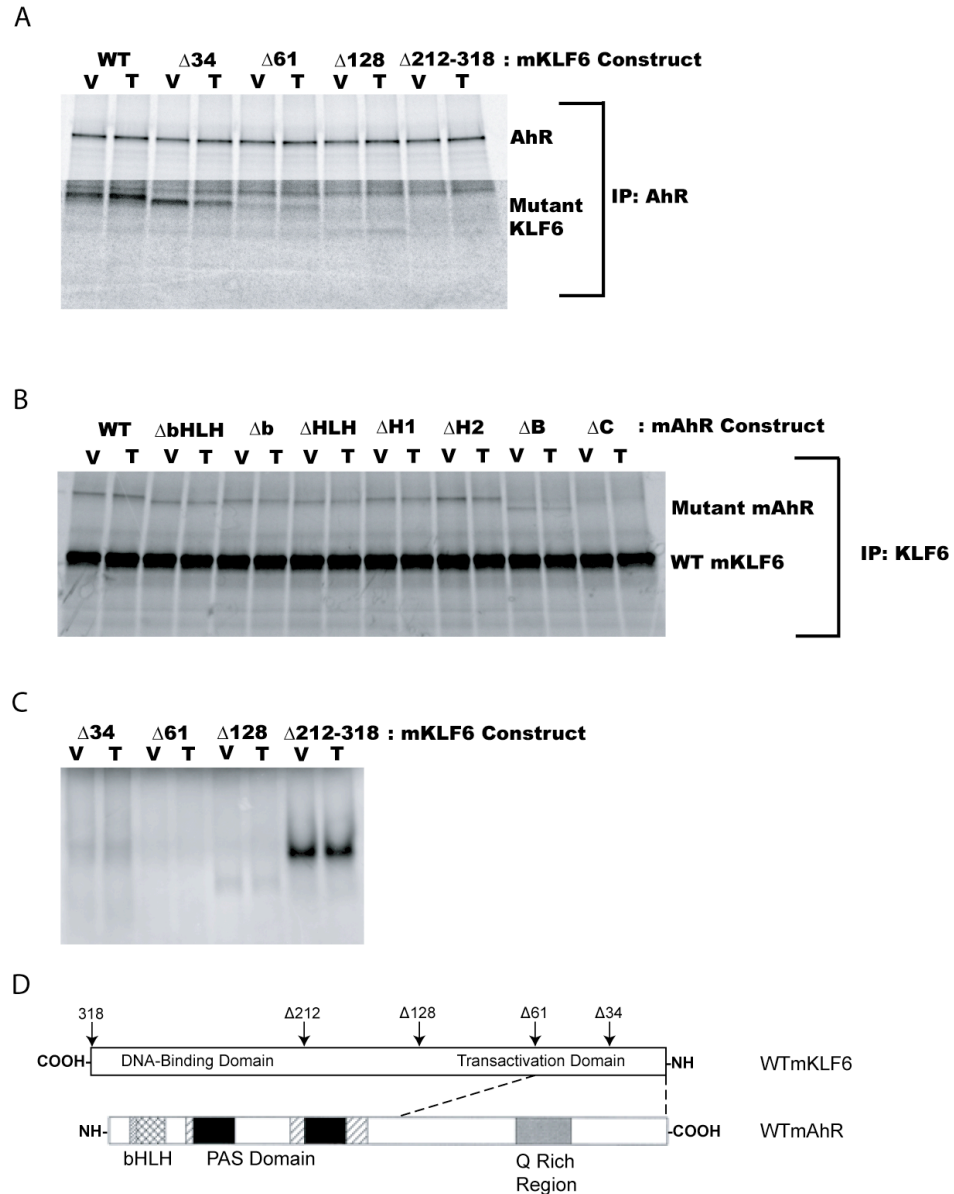 A
WT Δ34 Δ61 Δ128 Δ212-318 : mKLF6 Construct
V T V T V T V T V T
AhR
Mutant
KLF6
IP: AhR
B
WT ΔbHLH Δb ΔHLH ΔH1 ΔH2 ΔB ΔC : mAhR Construct
V T V T V T V T V T V T V T V T
Mutant mAhR
WT mKLF6
IP: KLF6
C
Δ34 Δ61 Δ128 Δ212-318 : mKLF6 Construct
V T V T V T V T
D
318 Δ212 Δ128 Δ61 Δ34
COOH- DNA-Binding Domain Transactivation Domain -NH WTmKLF6
NH- -COOH WTmAhR
bHLH PAS Domain Q Rich
Region